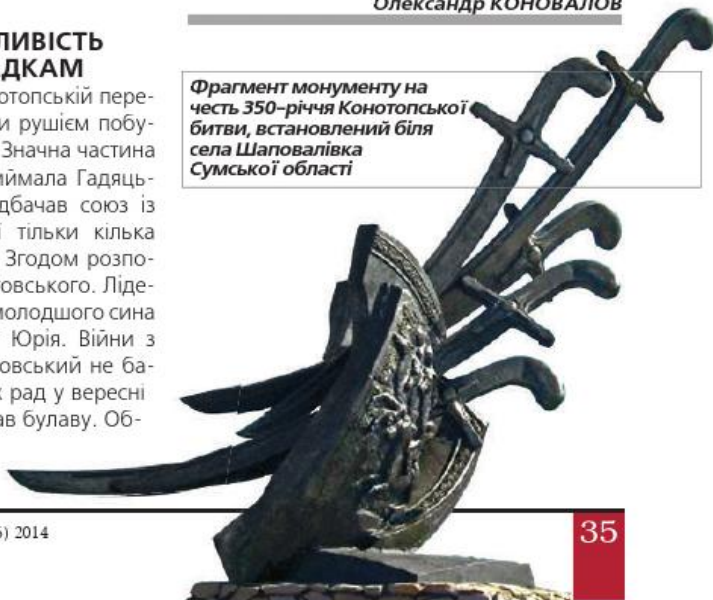 Олександр КОНОВАЛОВ
ЛИВІСТЬ
ДКАМ
отопській пере-
и рушієм побу-
Значна частина
ймала Гадяць-
дбачав союз із
і тільки кілька
Згодом розпо-
овського. Ліде-
молодшого сина
Юрія. Війни з
овський не ба-
к рад у вересні
ав булаву. Об-
Фрагмент монументу на
честь 350-річчя Конотопської
битви, встановлений біля
села Шаповалівка
Сумської області
) 2014
35